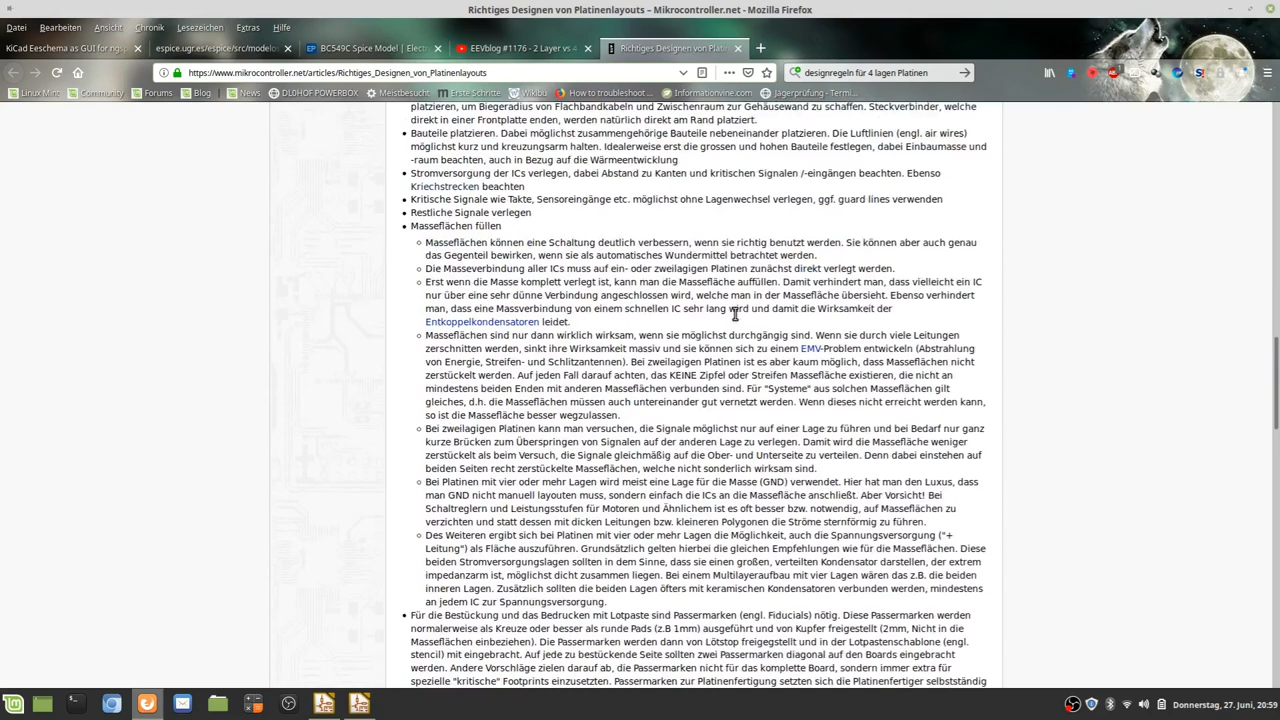 Richtiges Designen von Platinenlayouts – Mikrocontroller.net - Mozilla Firefox
Datei Bearbeiten Ansicht Chronik Lesezeichen Extras Hilfe
KiCad Eeschema as GUI for ngsp
espice.ugr.es/espice/src/modelos
BC549C Spice Model | Electr
EEVblog #1176 - 2 Layer vs 4
Richtiges Designen von Platin
https://www.mikrocontroller.net/articles/Richtiges_Designen_von_Platinenlayouts
designregeln für 4 lagen Platinen
Linux Mint Community Forums Blog News DL0HOF POWERBOX Meistbesucht Erste Schritte Wikibu How to troubleshoot ... Informationvine.com Jägerprüfung - Termi...
platzieren, um Biegeradius von Flachbandkabeln und Zwischenraum zur Gehäusewand zu schaffen. Steckverbinder, welche
direkt in einer Frontplatte enden, werden natürlich direkt am Rand platziert.
• Bauteile platzieren. Dabei möglichst zusammengehörige Bauteile nebeneinander platzieren. Die Luftlinien (engl. air wires)
möglichst kurz und kreuzungsarm halten. Idealerweise erst die grossen und hohen Bauteile festlegen, dabei Einbaumasse und
-raum beachten, auch in Bezug auf die Wärmeentwicklung
• Stromversorgung der ICs verlegen, dabei Abstand zu Kanten und kritischen Signalen /-eingängen beachten. Ebenso
Kriechstrecken beachten
• Kritische Signale wie Takte, Sensoreingänge etc. möglichst ohne Lagenwechsel verlegen, ggf. guard lines verwenden
• Restliche Signale verlegen
• Masseflächen füllen
◦ Masseflächen können eine Schaltung deutlich verbessern, wenn sie richtig benutzt werden. Sie können aber auch genau
das Gegenteil bewirken, wenn sie als automatisches Wundermittel betrachtet werden.
◦ Die Masseverbindung aller ICs muss auf ein- oder zweilagigen Platinen zunächst direkt verlegt werden.
◦ Erst wenn die Masse komplett verlegt ist, kann man die Massefläche auffüllen. Damit verhindert man, dass vielleicht ein IC
nur über eine sehr dünne Verbindung angeschlossen wird, welche man in der Massefläche übersieht. Ebenso verhindert
man, dass eine Massverbindung von einem schnellen IC sehr lang wird und damit die Wirksamkeit der
Entkoppelkondensatoren leidet.
◦ Masseflächen sind nur dann wirklich wirksam, wenn sie möglichst durchgängig sind. Wenn sie durch viele Leitungen
zerschnitten werden, sinkt ihre Wirksamkeit massiv und sie können sich zu einem EMV-Problem entwickeln (Abstrahlung
von Energie, Streifen- und Schlitzantennen). Bei zweilagigen Platinen ist es aber kaum möglich, dass Masseflächen nicht
zerstückelt werden. Auf jeden Fall darauf achten, das KEINE Zipfel oder Streifen Massefläche existieren, die nicht an
mindestens beiden Enden mit anderen Masseflächen verbunden sind. Für "Systeme" aus solchen Masseflächen gilt
gleiches, d.h. die Masseflächen müssen auch untereinander gut vernetzt werden. Wenn dieses nicht erreicht werden kann,
so ist die Massefläche besser wegzulassen.
◦ Bei zweilagigen Platinen kann man versuchen, die Signale möglichst nur auf einer Lage zu führen und bei Bedarf nur ganz
kurze Brücken zum Überspringen von Signalen auf der anderen Lage zu verlegen. Damit wird die Massefläche weniger
zerstückelt als beim Versuch, die Signale gleichmäßig auf die Ober- und Unterseite zu verteilen. Denn dabei einstehen auf
beiden Seiten recht zerstückelte Masseflächen, welche nicht sonderlich wirksam sind.
◦ Bei Platinen mit vier oder mehr Lagen wird meist eine Lage für die Masse (GND) verwendet. Hier hat man den Luxus, dass
man GND nicht manuell layouten muss, sondern einfach die ICs an die Massefläche anschließt. Aber Vorsicht! Bei
Schaltreglern und Leistungsstufen für Motoren und Ähnlichem ist es oft besser bzw. notwendig, auf Masseflächen zu
verzichten und statt dessen mit dicken Leitungen bzw. kleineren Polygonen die Ströme sternförmig zu führen.
◦ Des Weiteren ergibt sich bei Platinen mit vier oder mehr Lagen die Möglichkeit, auch die Spannungsversorgung ("+
Leitung") als Fläche auszuführen. Grundsätzlich gelten hierbei die gleichen Empfehlungen wie für die Masseflächen. Diese
beiden Stromversorgungslagen sollten in dem Sinne, dass sie einen großen, verteilten Kondensator darstellen, der extrem
impedanzarm ist, möglichst dicht zusammen liegen. Bei einem Multilayeraufbau mit vier Lagen wären das z.B. die beiden
inneren Lagen. Zusätzlich sollten die beiden Lagen öfters mit keramischen Kondensatoren verbunden werden, mindestens
an jedem IC zur Spannungsversorgung.
• Für die Bestückung und das Bedrucken mit Lotpaste sind Passermarken (engl. Fiducials) nötig. Diese Passermarken werden
normalerweise als Kreuze oder besser als runde Pads (z.B 1mm) ausgeführt und von Kupfer freigestellt (2mm, Nicht in die
Masseflächen einbeziehen). Die Passermarken werden dann von Lötstop freigegestellt und in der Lotpastenschablone (engl.
stencil) mit eingebracht. Auf jede zu bestückende Seite sollten zwei Passermarken diagonal auf den Boards eingebracht
werden. Andere Vorschläge zielen darauf ab, die Passermarken nicht für das komplette Board, sondern immer extra für
spezielle "kritische" Footprints einzusetzten. Passermarken zur Platinenfertigung setzten sich die Platinenfertiger selbstständig
Donnerstag, 27. Juni, 20:59